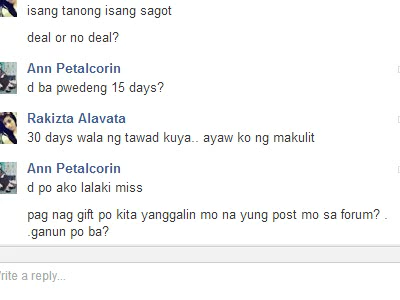 isang tanong isang sagot
deal or no deal?
Ann Petalcorin
d ba pwedeng 15 days?
Rakizta Alavata
30 days wala ng tawad kuya.. ayaw ko ng makulit
Ann Petalcorin
d po ako lalaki miss
pag nag gift po kita yanggalin mo na yung post mo sa forum? .
.ganun po ba?
Write a reply...